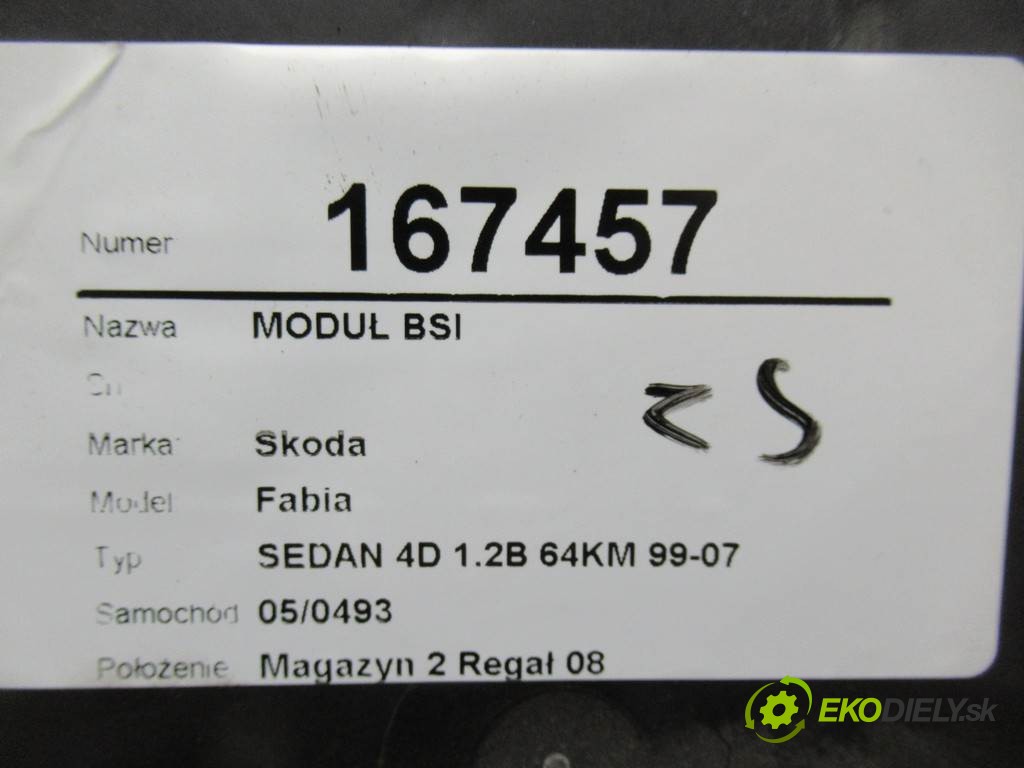 Numer 167457
Nazwa MODUŁ BSI
Marka Skoda
Model Fabia
Typ SEDAN 4D 1.2B 64KM 99-07
Samochód 05/0493
Położenie Magazyn 2 Regał 08
EKODIELY.sk